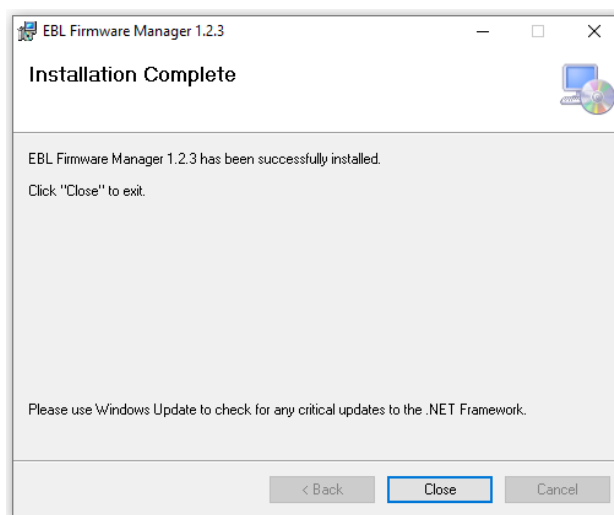 EBL Firmware Manager 1.2.3
Installation Complete
EBL Firmware Manager 1.2.3 has been successfully installed.
Click "Close" to exit.
Please use Windows Update to check for any critical updates to the .NET Framework.
< Back
Close
Cancel